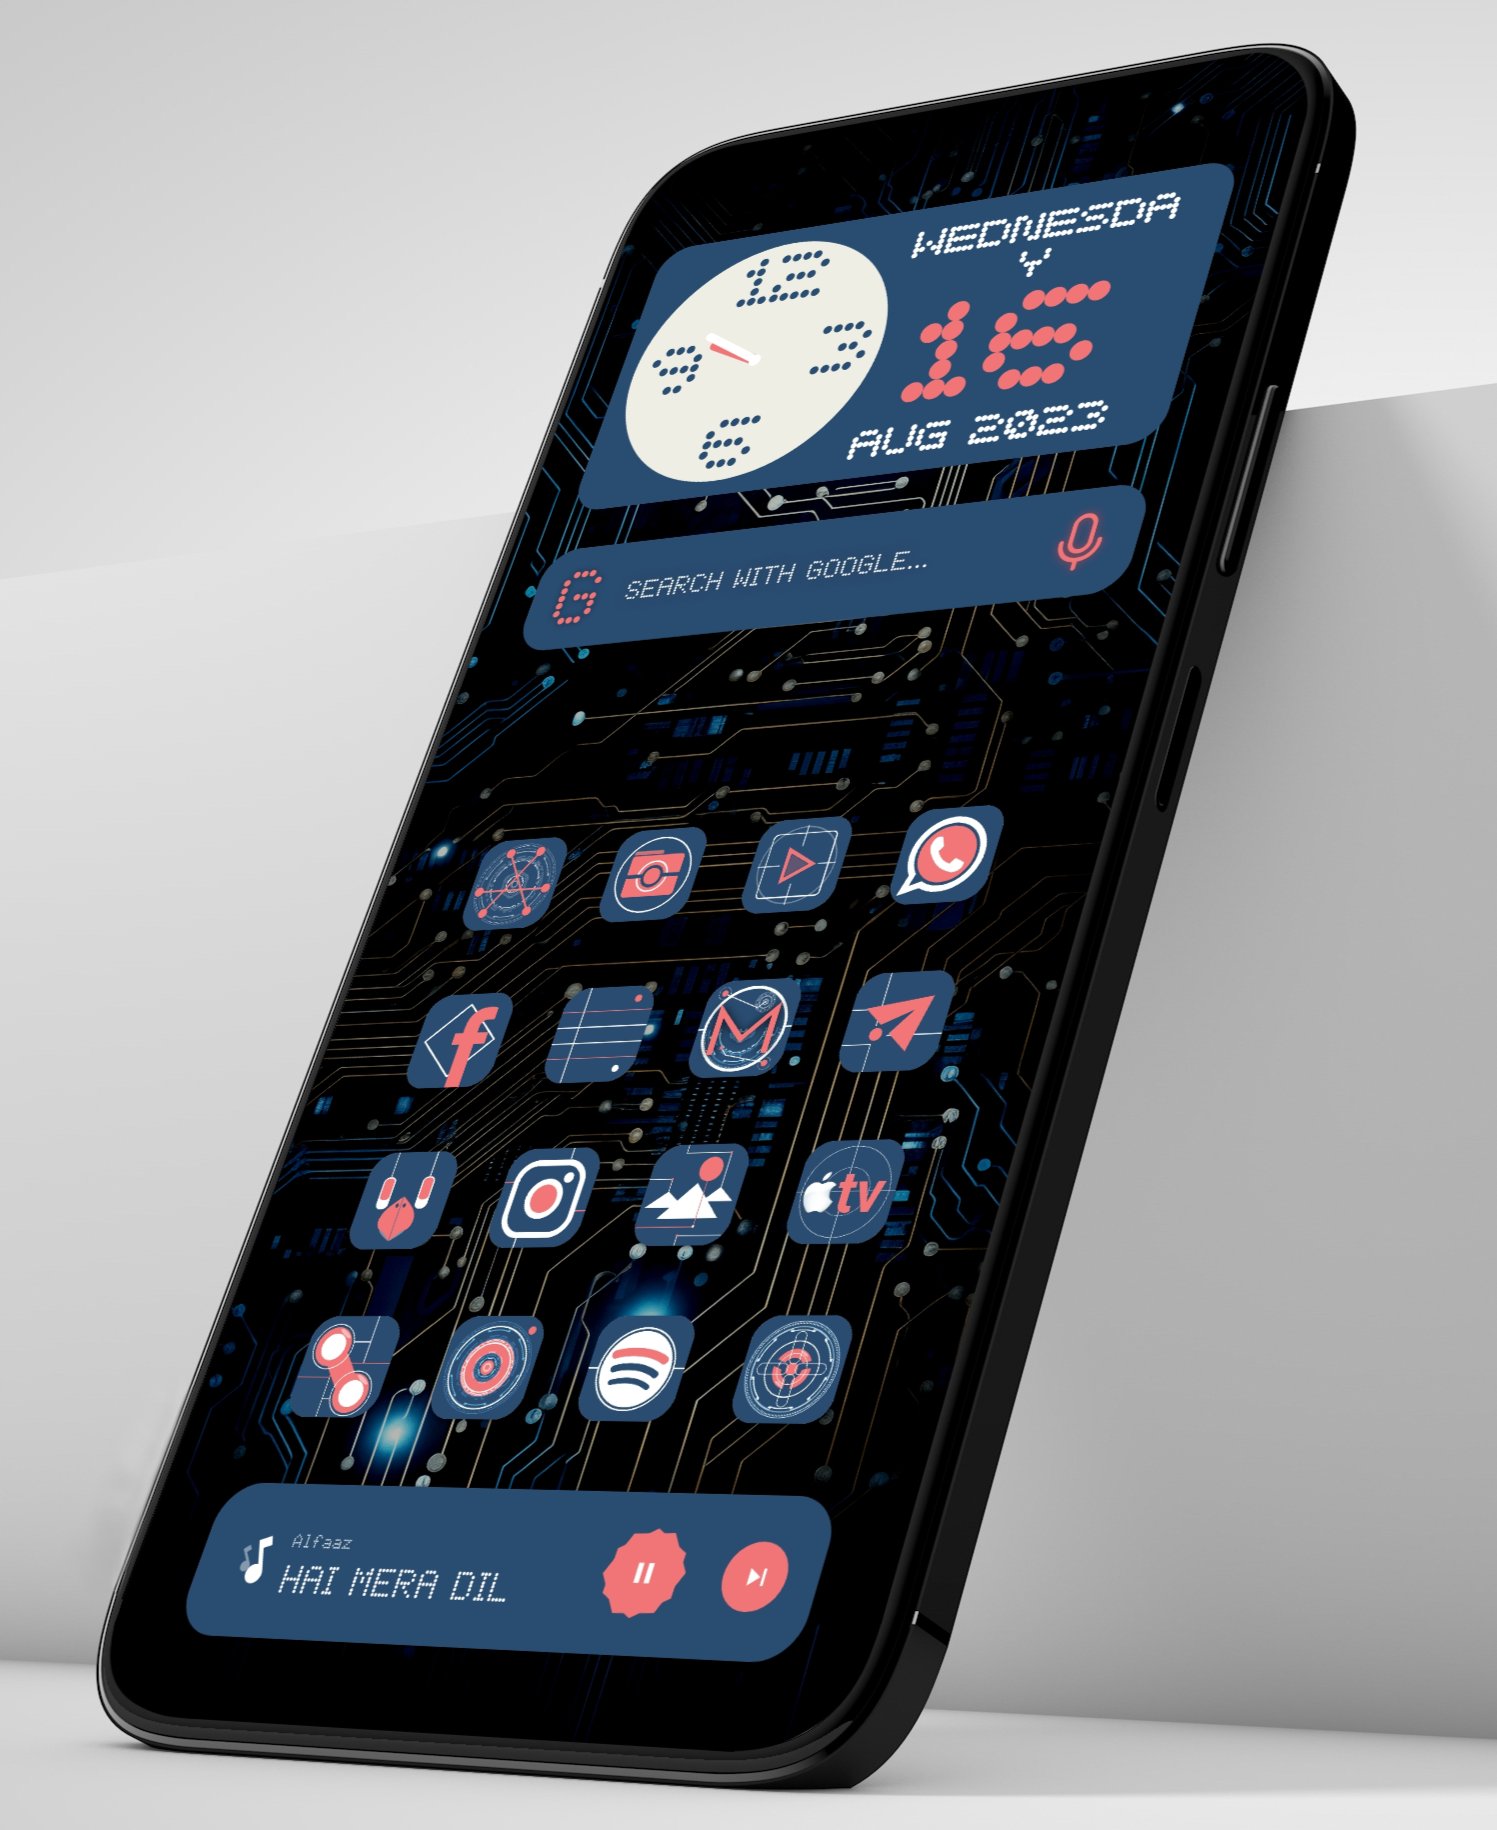 12
3
6
9
WEDNESDA
Y
16
AUG 2023
G
SEARCH WITH GOOGLE...
f
M
tv
Alfaaz
HAI MERA DIL